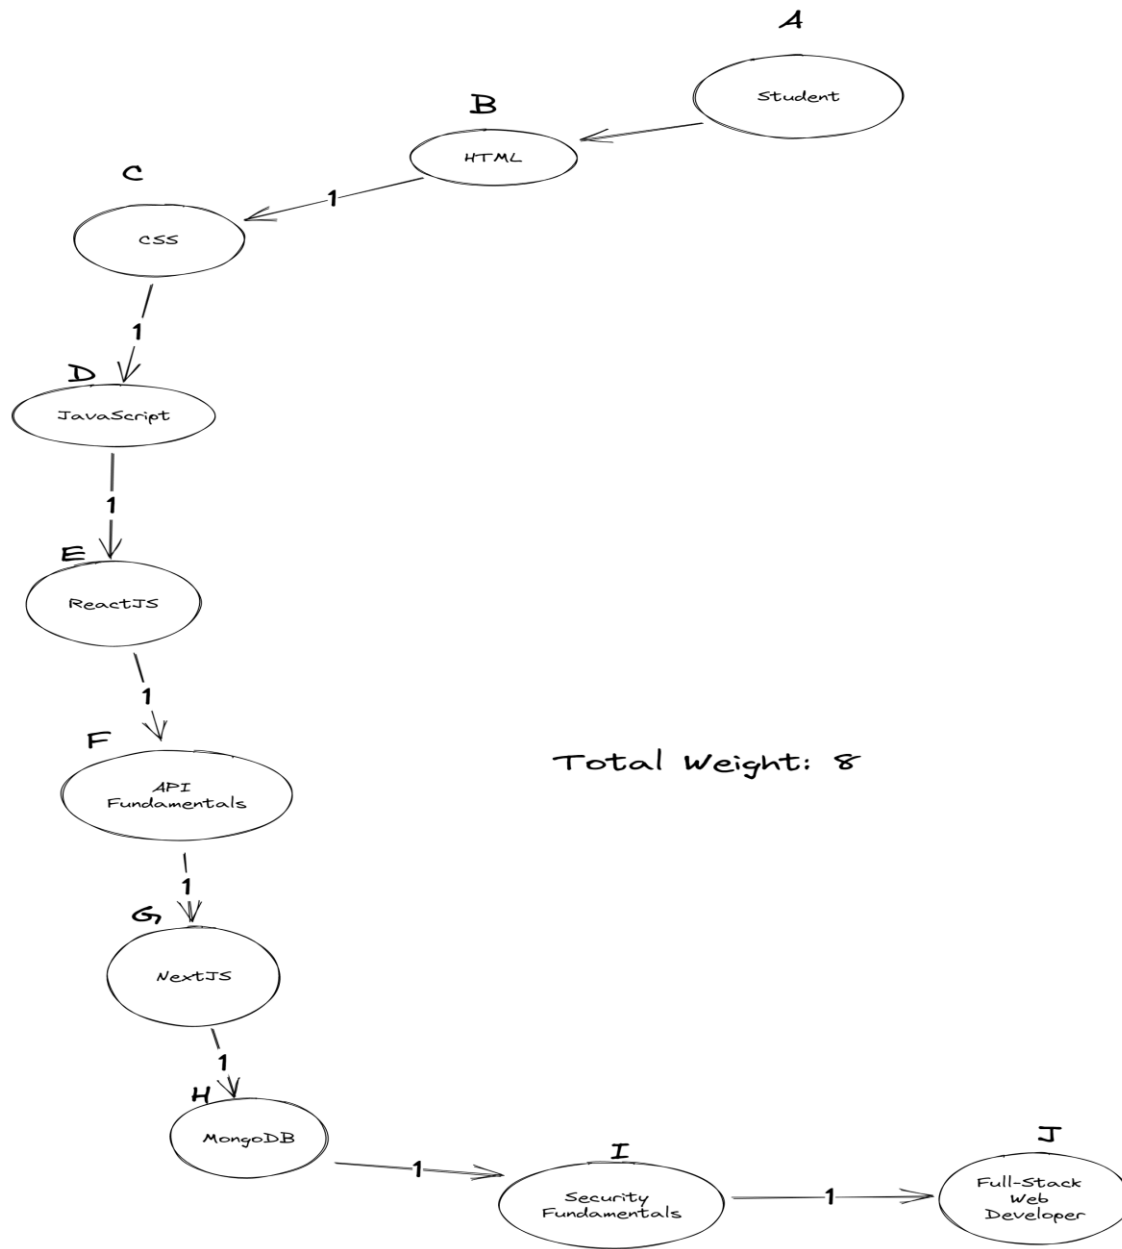 A
Student
B
HTML
1
C
CSS
1
D
JavaScript
1
E
ReactJS
1
F
API
Fundamentals
Total Weight: 8
1
G
NextJS
1
H
MongoDB
1
I
Security
Fundamentals
1
J
Full-Stack
Web
Developer